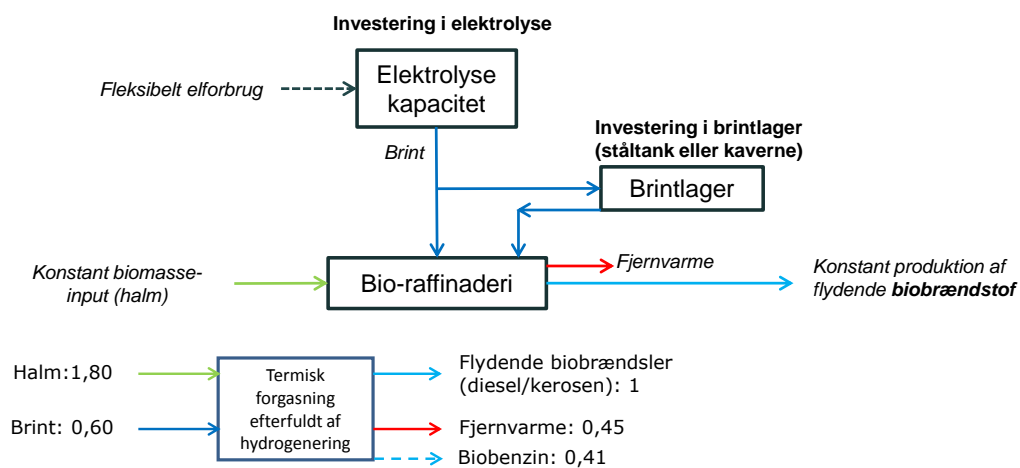 Investering i elektrolyse
Elektrolyse
kapacitet
Fleksibelt elforbrug
Investering i brintlager
(ståltank eller kaverne)
Brint
Brintlager
Fjernvarme
Konstant biomasse-
input (halm)
Bio-raffinaderi
Konstant produktion af
flydende biobrændstof
Halm:1,80
Termisk
forgasning
efterfuldt af
hydrogenering
Flydende biobrændsler
(diesel/kerosen): 1
Brint: 0,60
Fjernvarme: 0,45
Biobenzin: 0,41